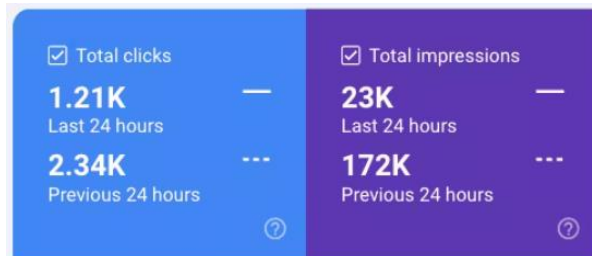 Total clicks
1.21K
Last 24 hours
2.34K
Previous 24 hours
Total impressions
23K
Last 24 hours
172K
Previous 24 hours